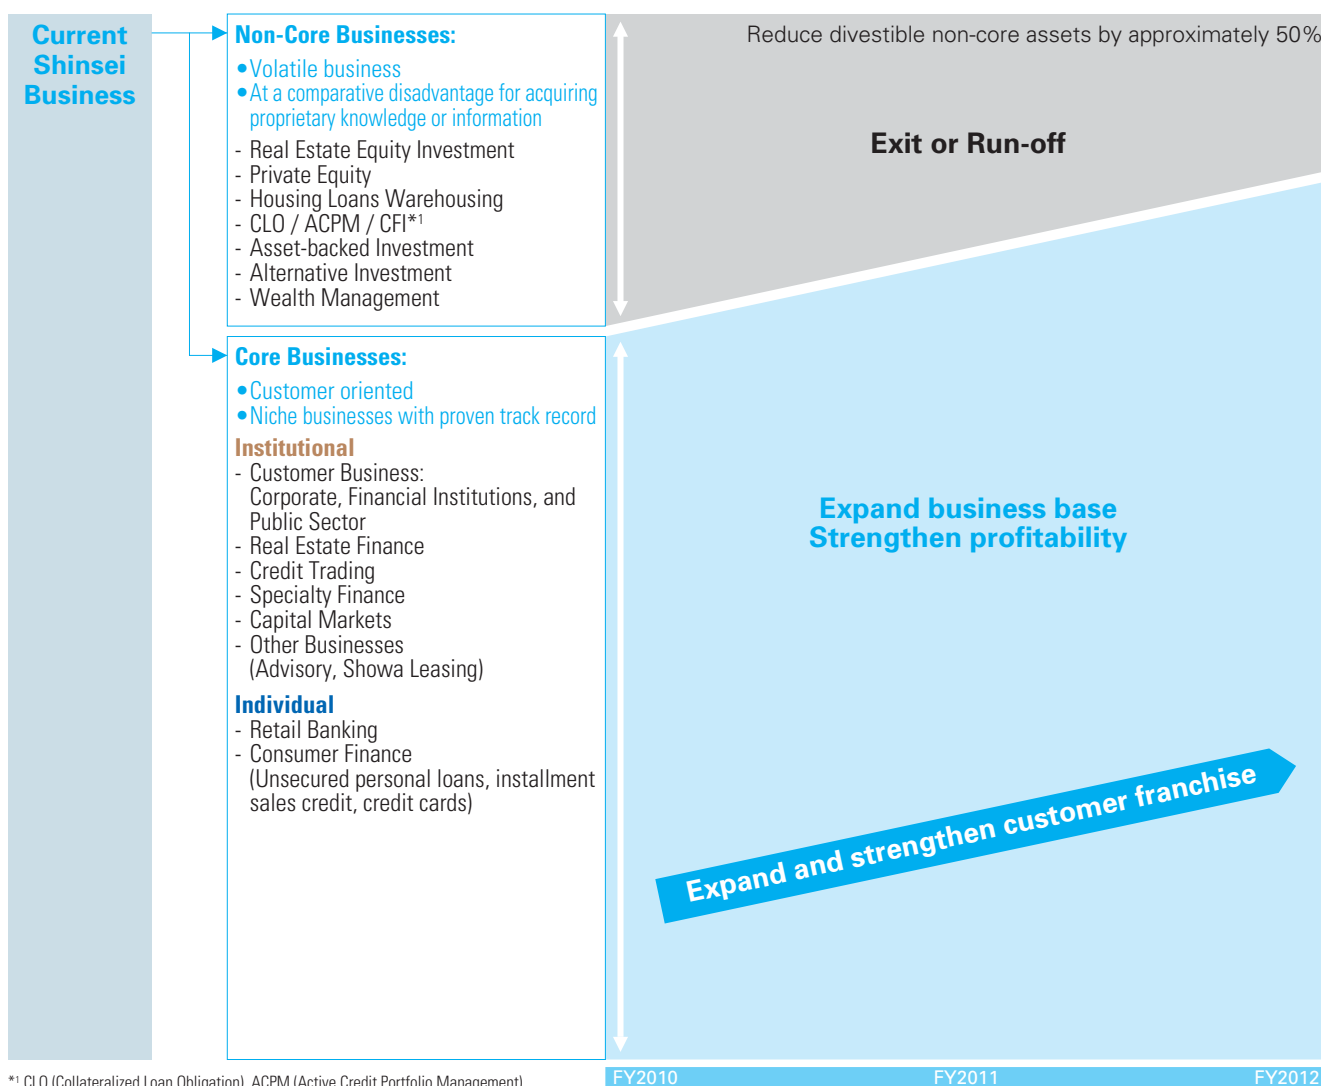 Current
Shinsei
Business
Non-Core Businesses:
•Volatile business
•At a comparative disadvantage for acquiring
proprietary knowledge or information
- Real Estate Equity Investment
- Private Equity
- Housing Loans Warehousing
- CLO / ACPM / CFI*1
- Asset-backed Investment
- Alternative Investment
- Wealth Management
Reduce divestible non-core assets by approximately 50%
Exit or Run-off
Core Businesses:
•Customer oriented
•Niche businesses with proven track record
Institutional
- Customer Business:
Corporate, Financial Institutions, and
Public Sector
- Real Estate Finance
- Credit Trading
- Specialty Finance
- Capital Markets
- Other Businesses
(Advisory, Showa Leasing)
Individual
- Retail Banking
- Consumer Finance
(Unsecured personal loans, installment
sales credit, credit cards)
Expand business base
Strengthen profitability
Expand and strengthen customer franchise
FY2010 FY2011 FY2012
*1 CLO (Collateralized Loan Obligation), ACPM (Active Credit Portfolio Management)